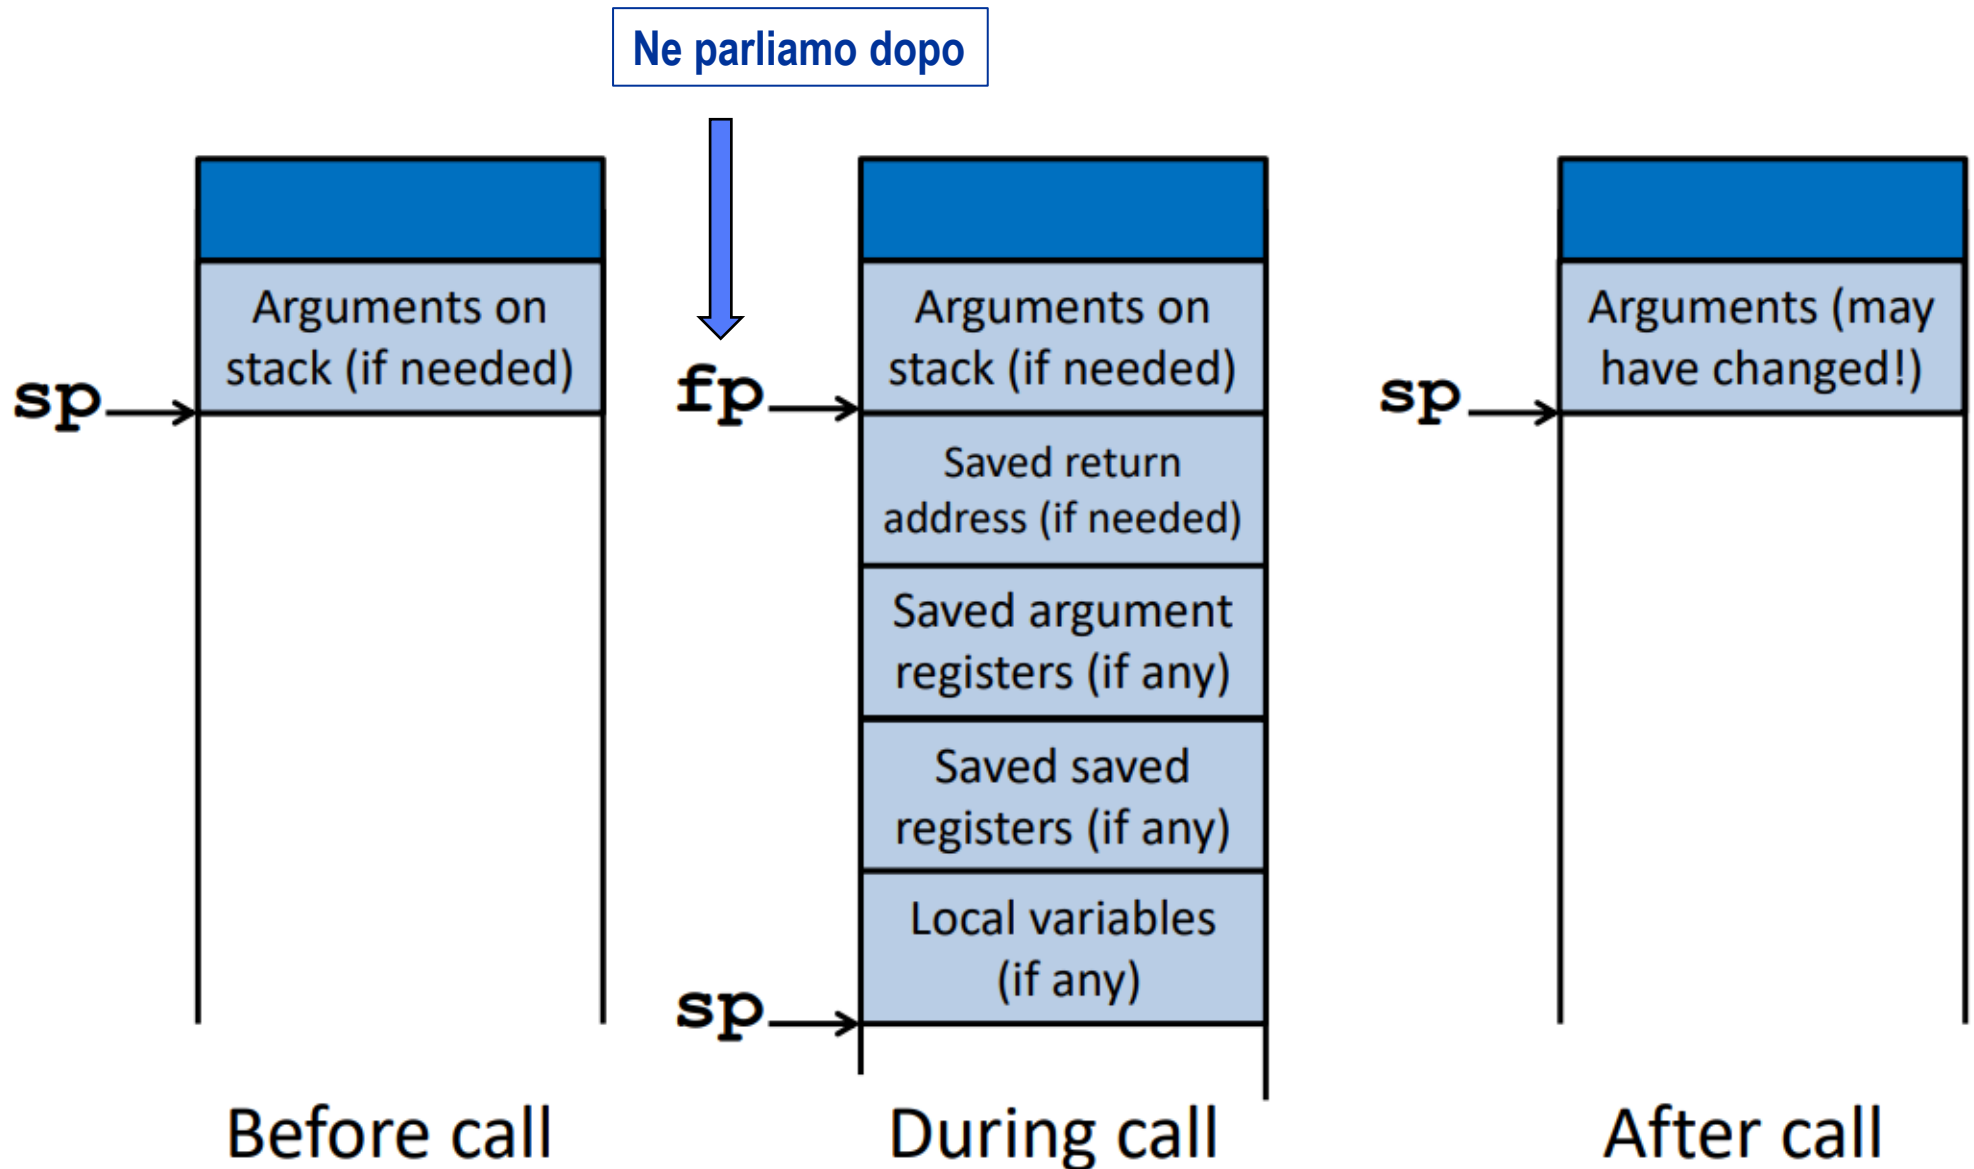 Ne parliamo dopo
Arguments on
stack (if needed)
sp
Before call
fp
Arguments on
stack (if needed)
Saved return
address (if needed)
Saved argument
registers (if any)
Saved saved
registers (if any)
Local variables
(if any)
sp
During call
Arguments (may
have changed!)
sp
After call